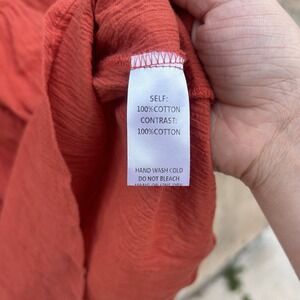 SELF:
100%COTTON
CONTRAST:
100%COTTON
HAND WASH COLD
DO NOT BLEACH